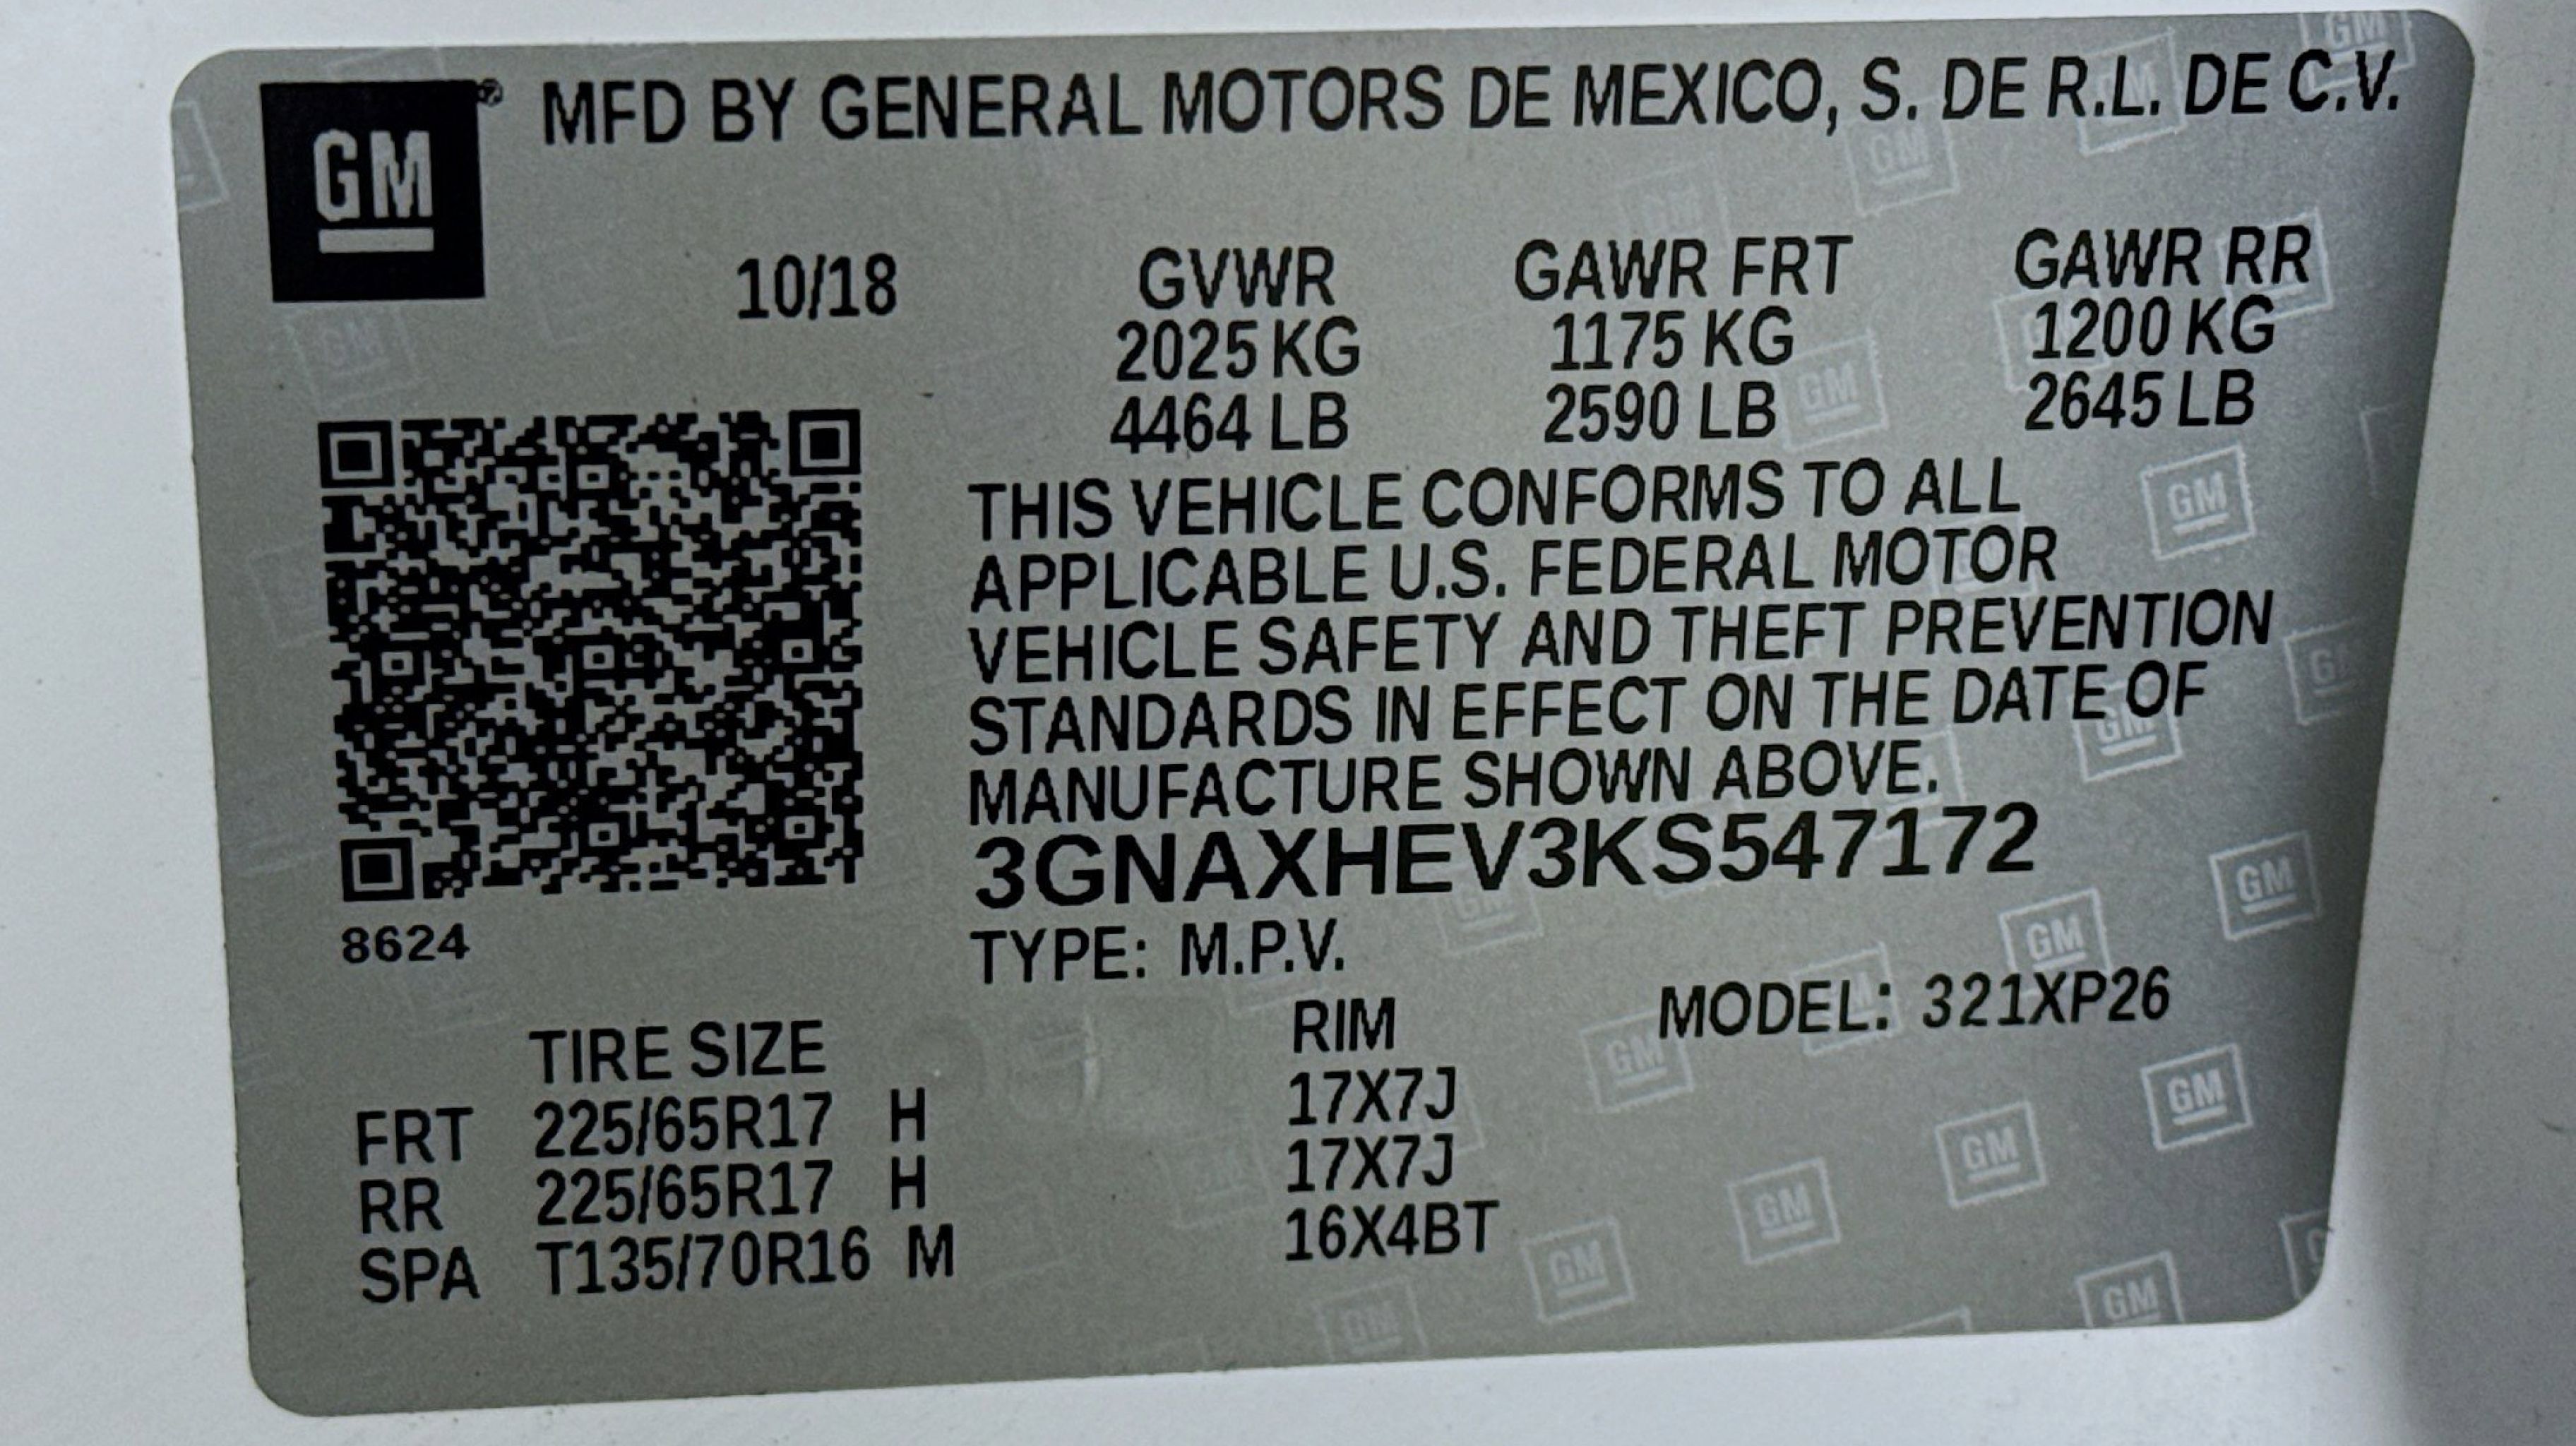 GM® MFD BY GENERAL MOTORS DE MEXICO, S. DE R.L. DE C.V.
10/18 GVWR GAWR FRT GAWR RR
2025 KG 1175 KG 1200 KG
4464 LB 2590 LB 2645 LB
THIS VEHICLE CONFORMS TO ALL
APPLICABLE U.S. FEDERAL MOTOR
VEHICLE SAFETY AND THEFT PREVENTION
STANDARDS IN EFFECT ON THE DATE OF
MANUFACTURE SHOWN ABOVE.
3GNAXHEV3KS547172
8624
TYPE: M.P.V.
MODEL: 321XP26
TIRE SIZE RIM
FRT 225/65R17 H 17X7J
RR 225/65R17 H 17X7J
SPA T135/70R16 M 16X4BT